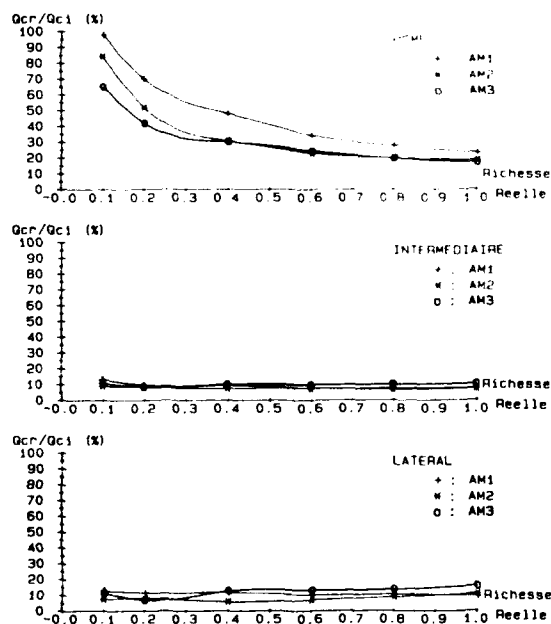 Qcr/Qci (%)
100
90
80
70
60
50
40
30
20
10
0
+ AM1
* AM2
o AM3
Richesse
Reelle
-0.0 0.1 0.2 0.3 0.4 0.5 0.6 0.7 0.8 0.9 1.0
Qcr/Qci (%)
100
90
80
70
60
50
40
30
20
10
0
INTERMEDIAIRE
+ : AM1
* : AM2
o : AM3
Richesse
Reelle
-0.0 0.1 0.2 0.3 0.4 0.5 0.6 0.7 0.8 0.9 1.0
Qcr/Qci (%)
100
90
80
70
60
50
40
30
20
10
0
LATERAL
+ : AM1
* : AM2
o : AM3
Richesse
Reelle
-0.0 0.1 0.2 0.3 0.4 0.5 0.6 0.7 0.8 0.9 1.0